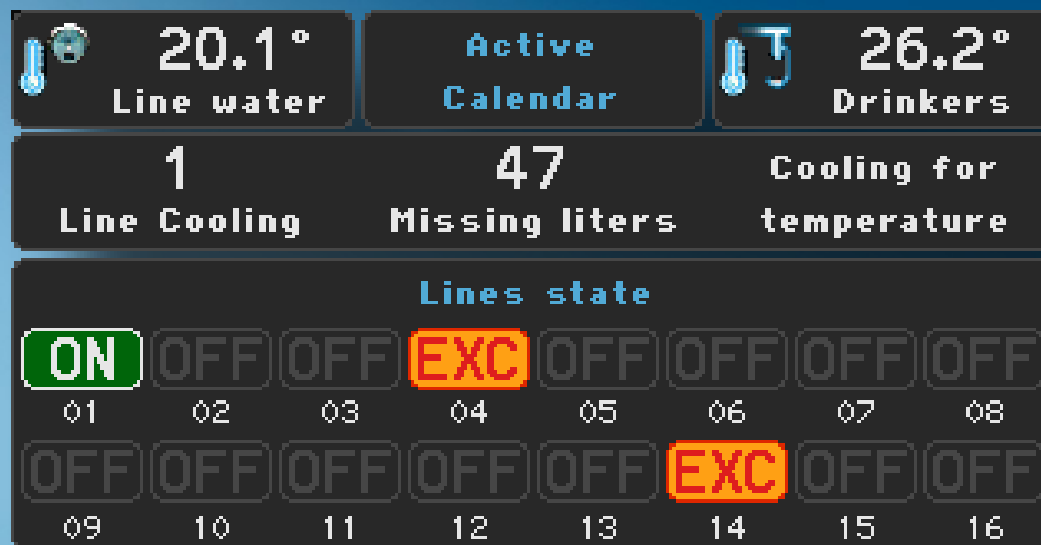 20.1°
Line water
Active
Calendar
26.2°
Drinkers
1
Line Cooling
47
Missing liters
Cooling for
temperature
Lines state
ON OFF OFF EXC OFF OFF OFF OFF
01 02 03 04 05 06 07 08
OFF OFF OFF OFF OFF EXC OFF OFF
09 10 11 12 13 14 15 16